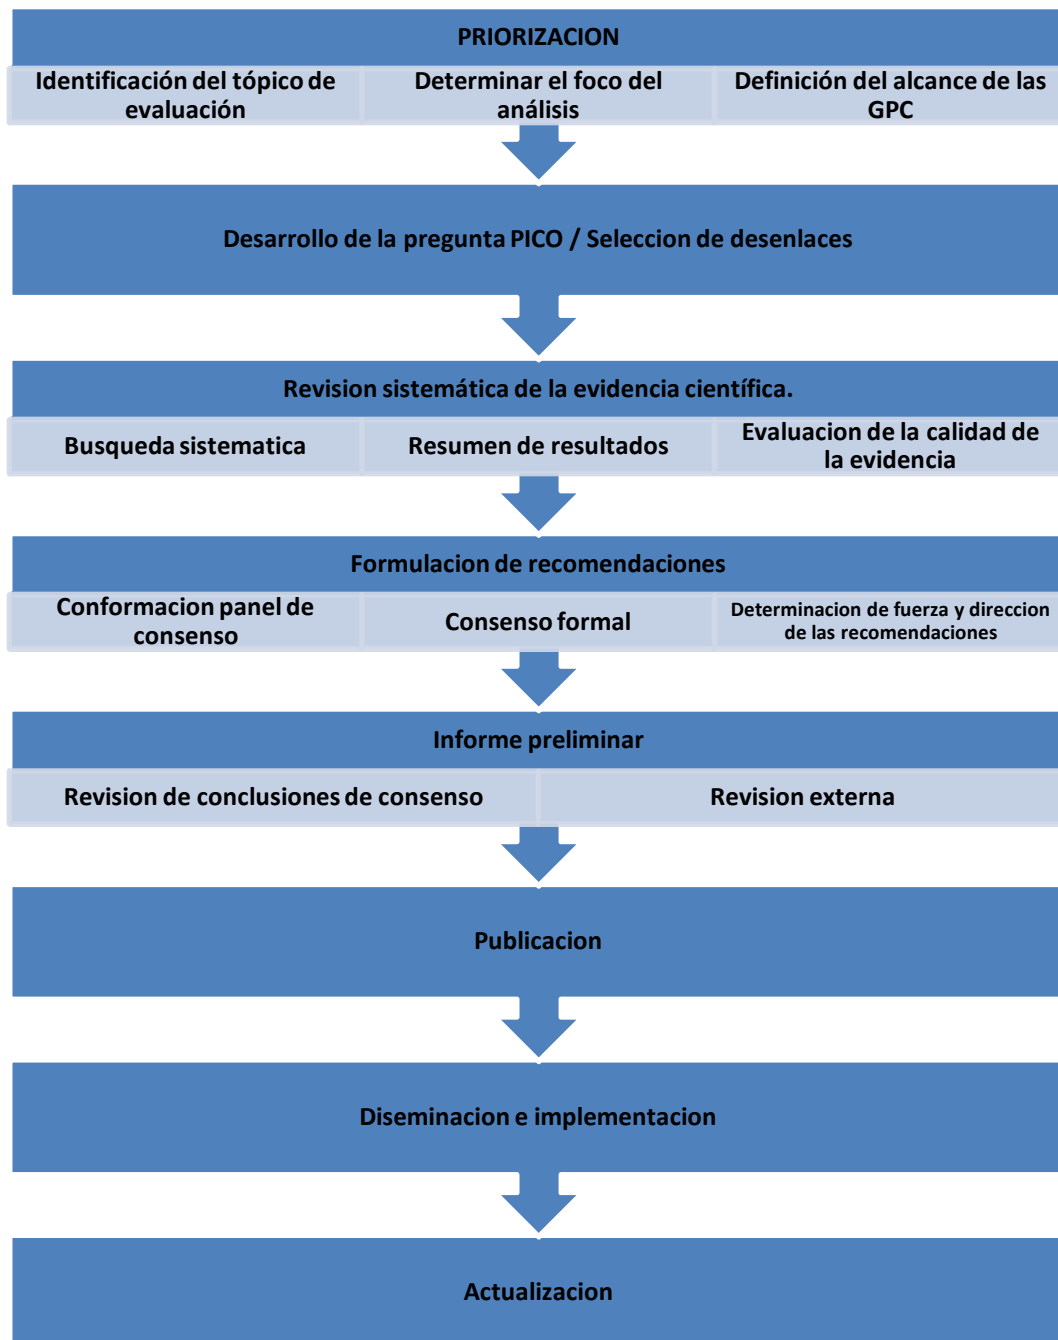 PRIORIZACION
Identificación del tópico de
evaluación
Determinar el foco del
análisis
Definición del alcance de las
GPC
Desarrollo de la pregunta PICO / Seleccion de desenlaces
Revision sistemática de la evidencia científica.
Busqueda sistematica
Resumen de resultados
Evaluacion de la calidad de
la evidencia
Formulacion de recomendaciones
Conformacion panel de
consenso
Consenso formal
Determinacion de fuerza y direccion
de las recomendaciones
Informe preliminar
Revision de conclusiones de consenso
Revision externa
Publicacion
Diseminacion e implementacion
Actualizacion